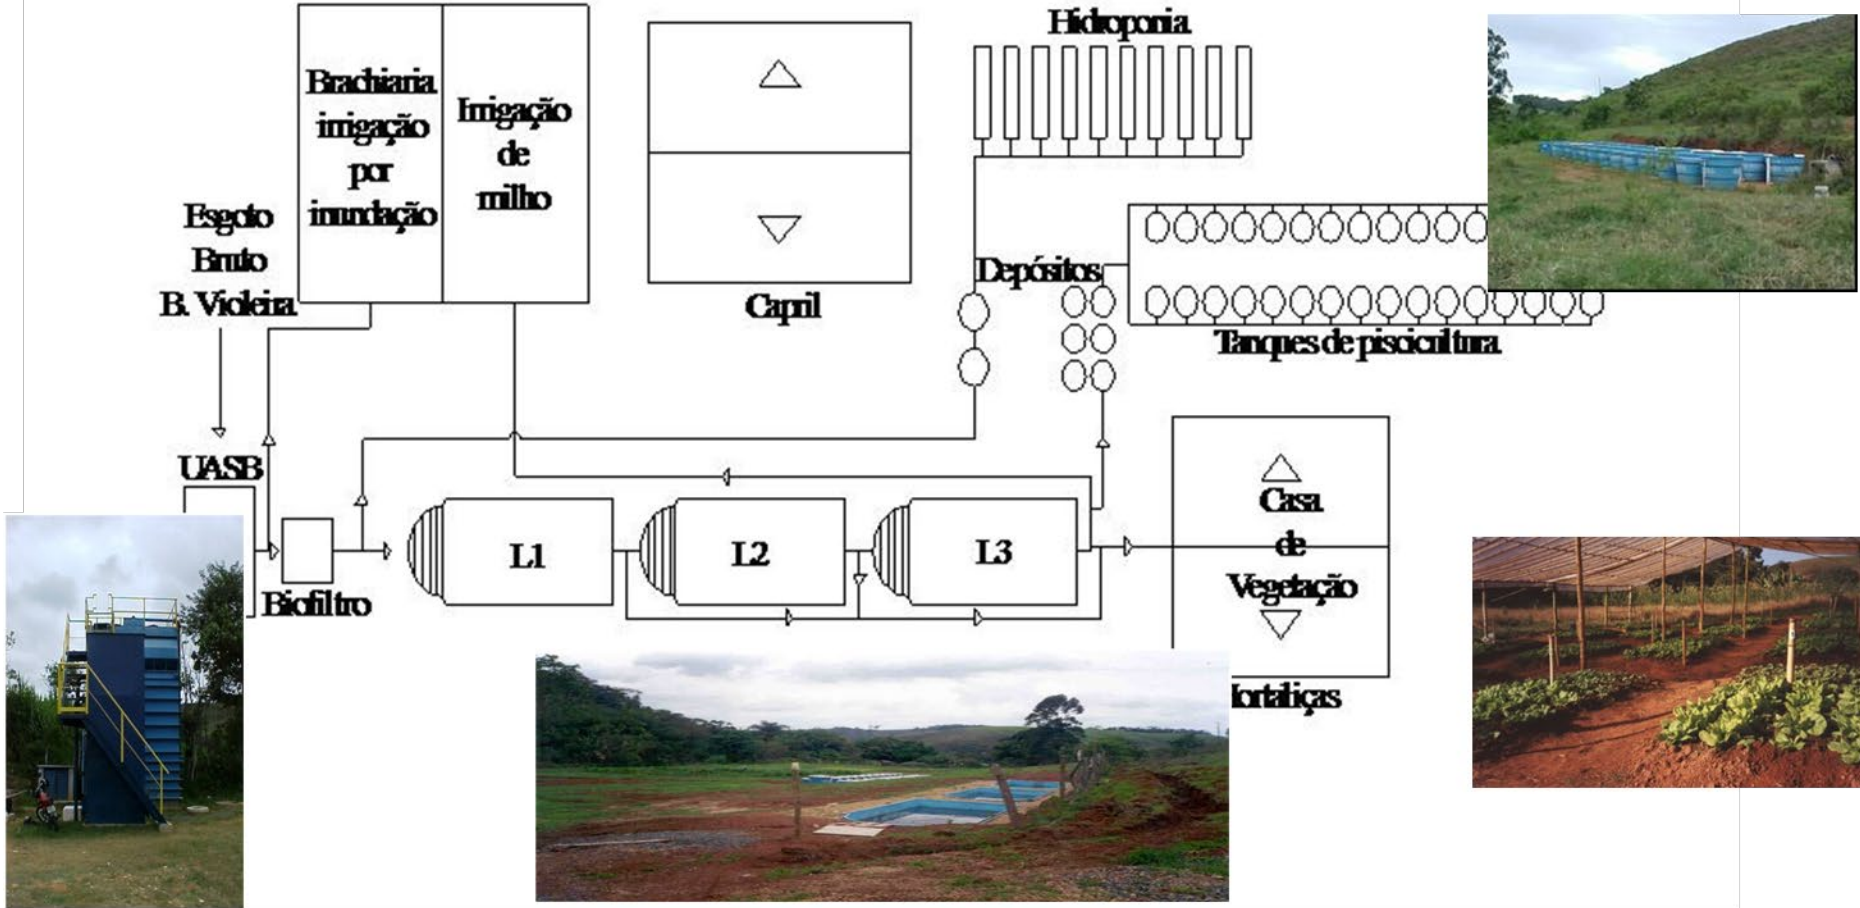 Hidroponia
Brachiaria
irrigação
por
inundação
Irrigação
de
milho
Esgoto
Bruto
B. Violeira
Depósitos
Capril
Tanques de piscicultura
UASB
Biofiltro
L1
L2
L3
Casa
de
Vegetação
ortaliças